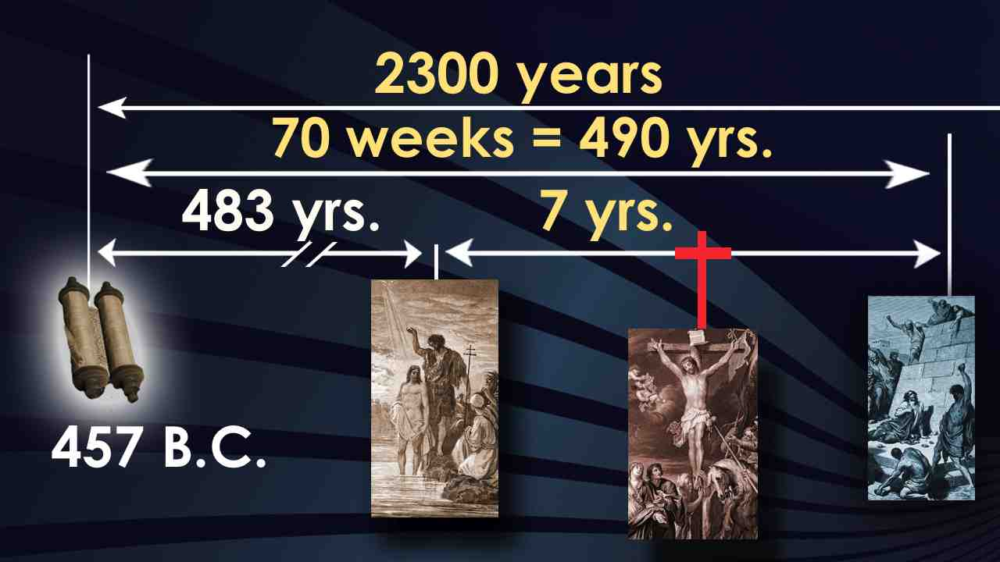 2300 years
70 weeks = 490 yrs.
483 yrs.
7 yrs.
457 B.C.